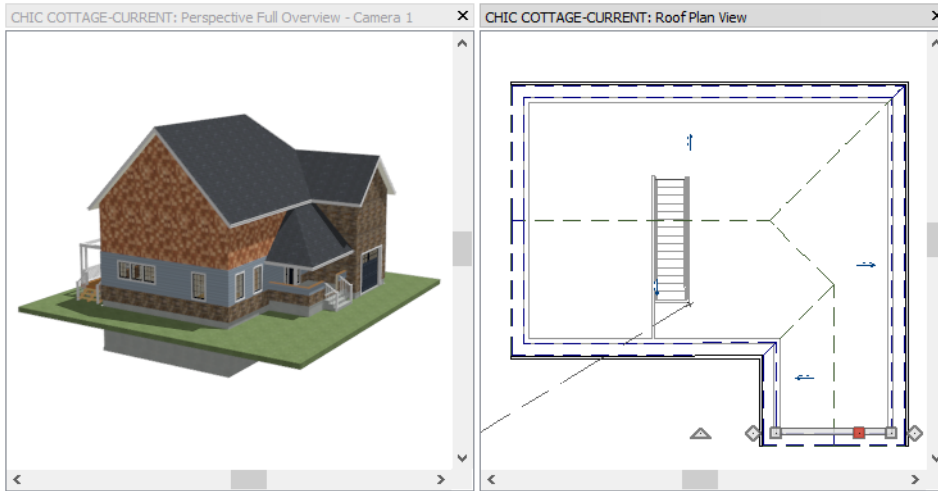 CHIC COTTAGE-CURRENT: Perspective Full Overview - Camera 1
CHIC COTTAGE-CURRENT: Roof Plan View